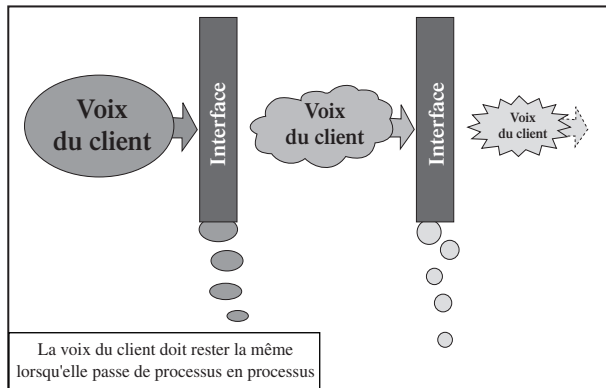 Voix
du client
Interface
Voix
du client
Interface
Voix
du client
La voix du client doit rester la même
lorsqu'elle passe de processus en processus